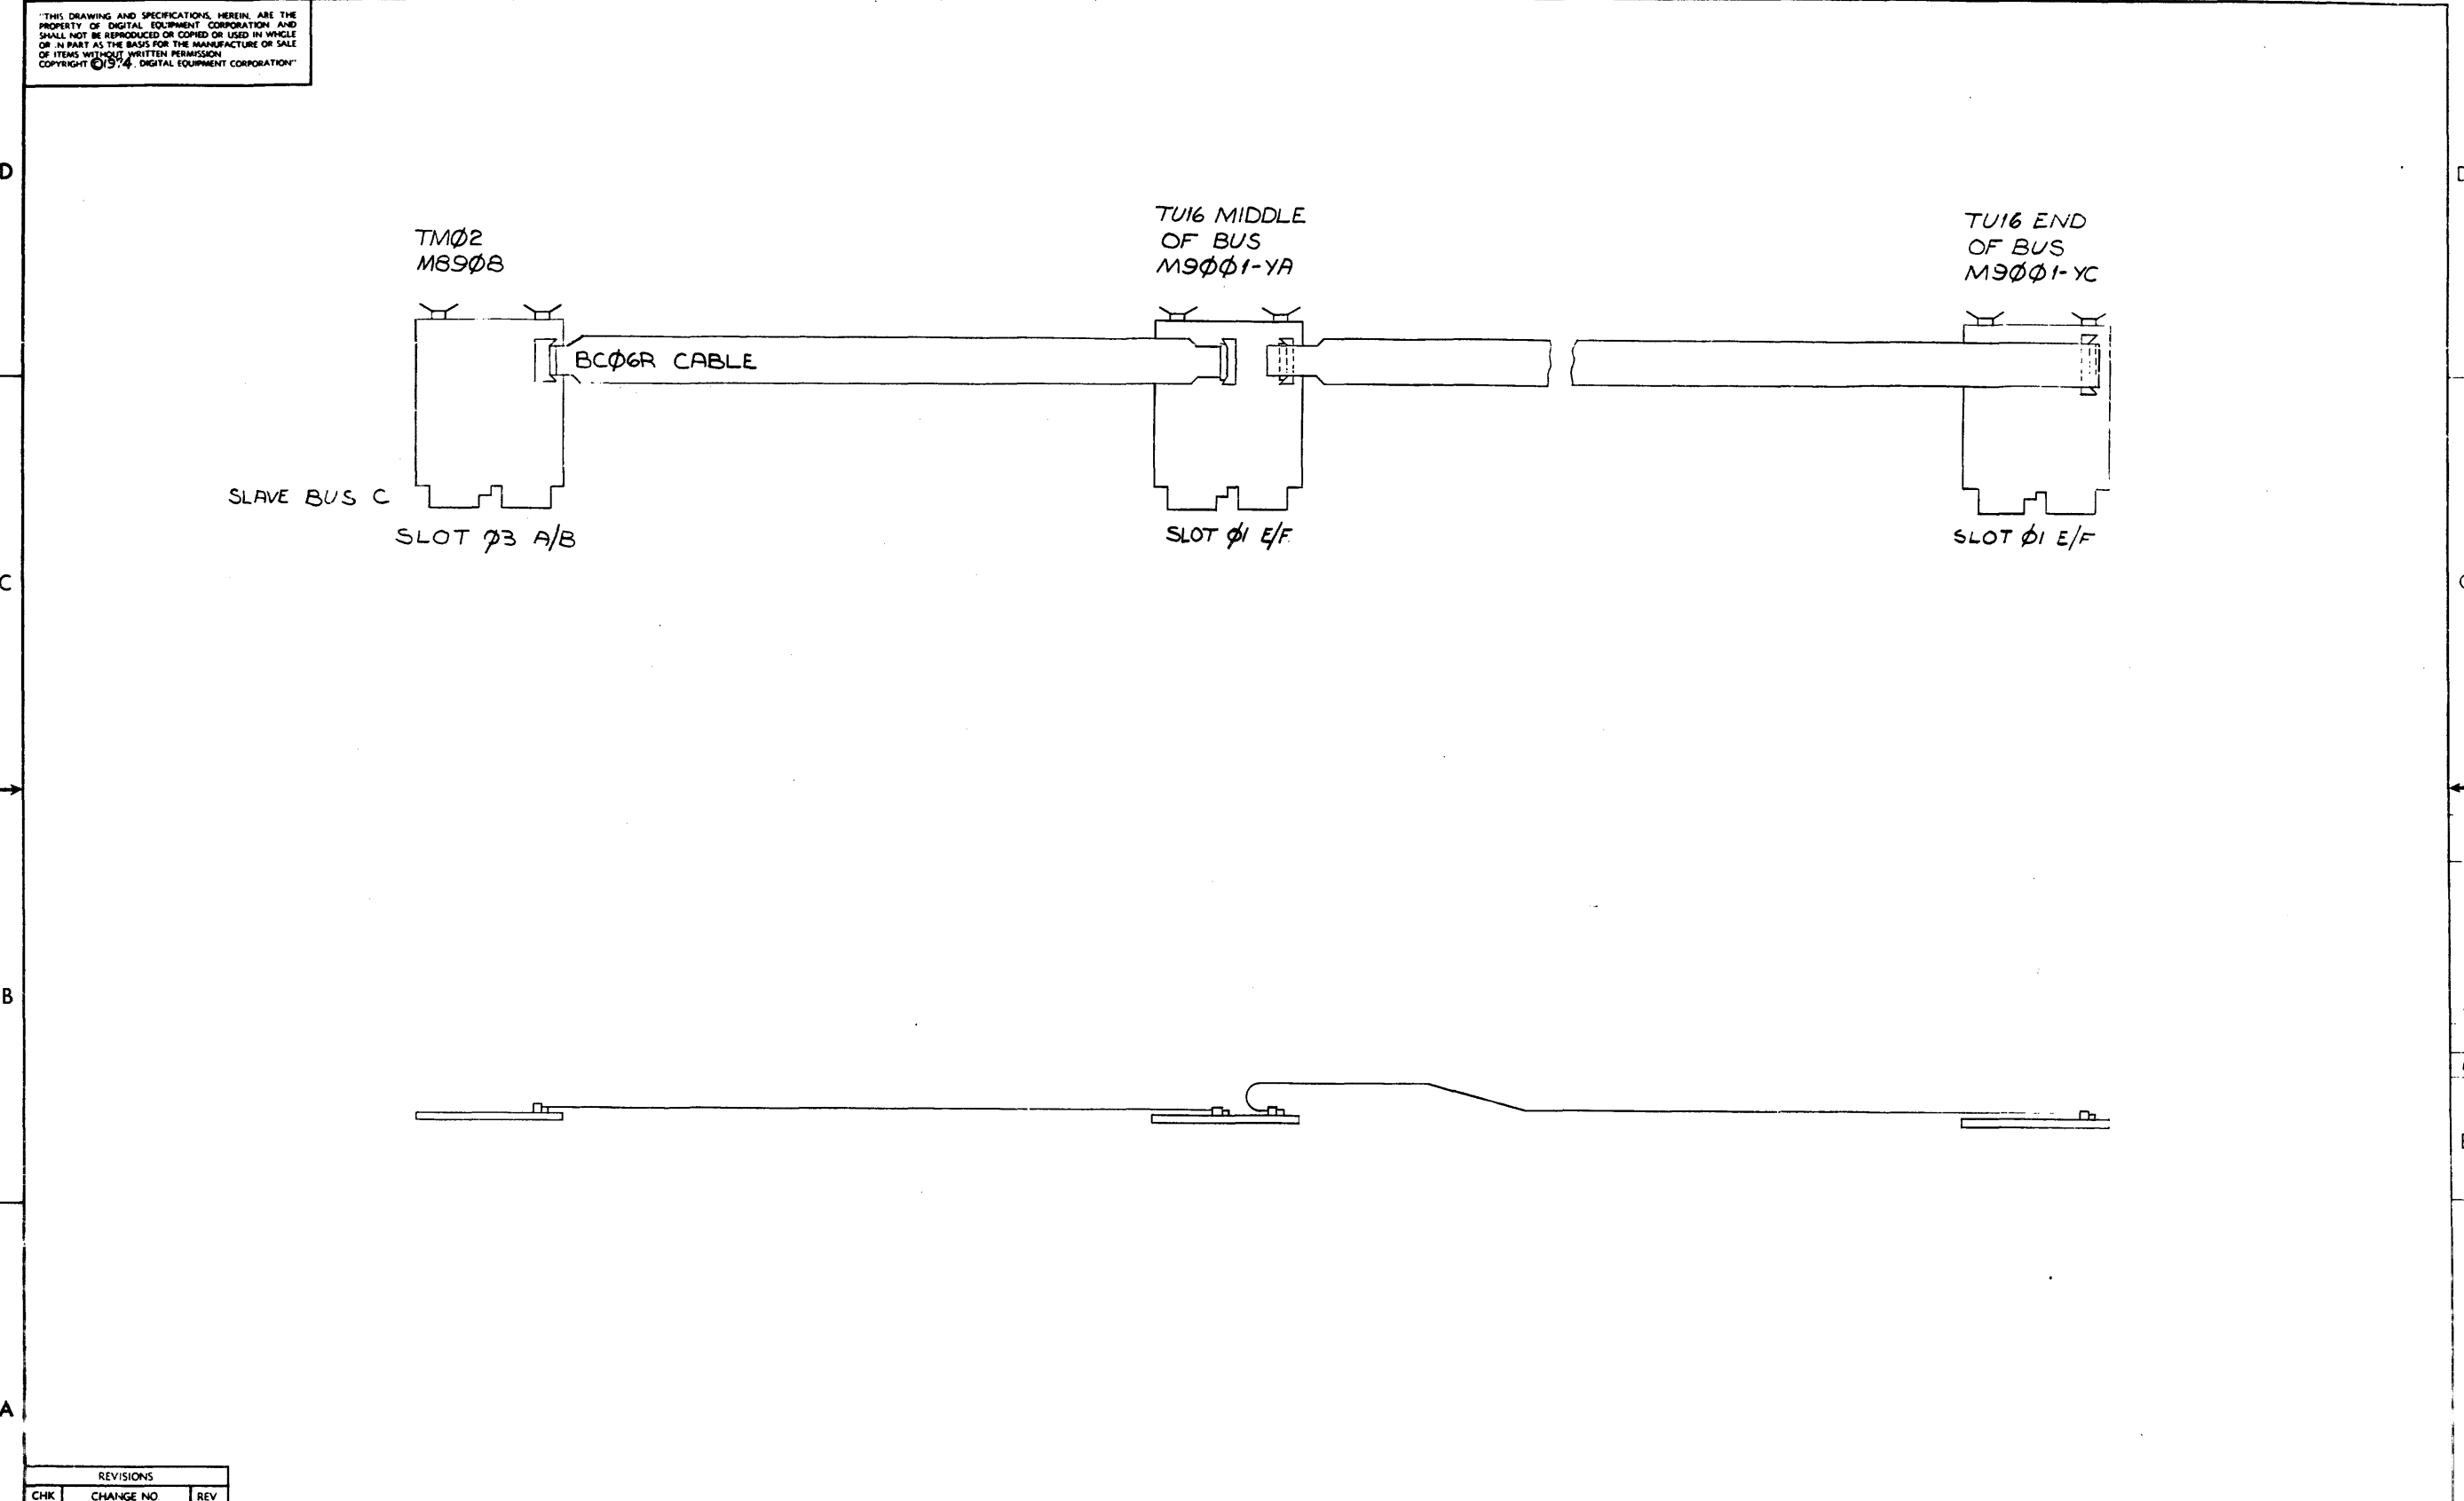 "THIS DRAWING AND SPECIFICATIONS, HEREIN, ARE THE
PROPERTY OF DIGITAL EQUIPMENT CORPORATION AND
SHALL NOT BE REPRODUCED OR COPIED OR USED IN WHOLE
OR IN PART AS THE BASIS FOR THE MANUFACTURE OR SALE
OF ITEMS WITHOUT WRITTEN PERMISSION
COPYRIGHT ©1974, DIGITAL EQUIPMENT CORPORATION"
D
D
TMØ2
M89Ø8
TU16 MIDDLE
OF BUS
M9ØØ1-YA
TU16 END
OF BUS
M9ØØ1-YC
BCØ6R CABLE
SLAVE BUS C
SLOT Ø3 A/B
SLOT Ø1 E/F
SLOT Ø1 E/F
C
B
A
REVISIONS
CHK CHANGE NO. REV